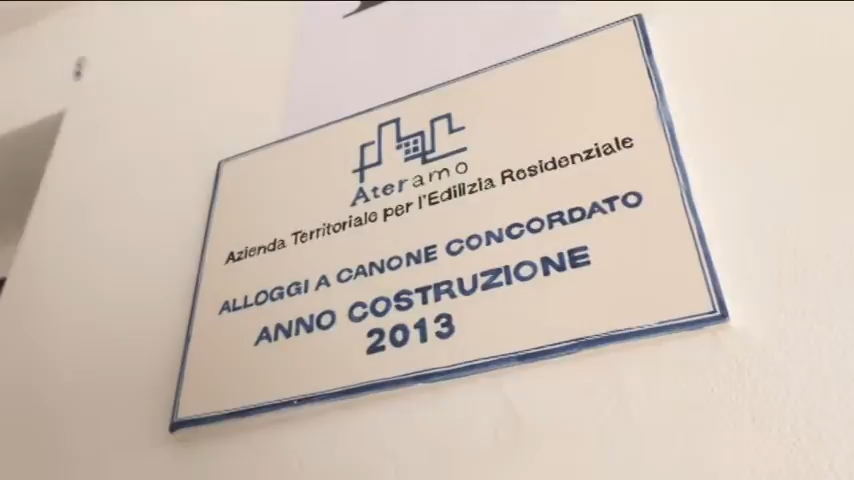 Ateramo
Azienda Territoriale per l'Edilizia Residenziale
ALLOGGI A CANONE CONCORDATO
ANNO COSTRUZIONE
2013